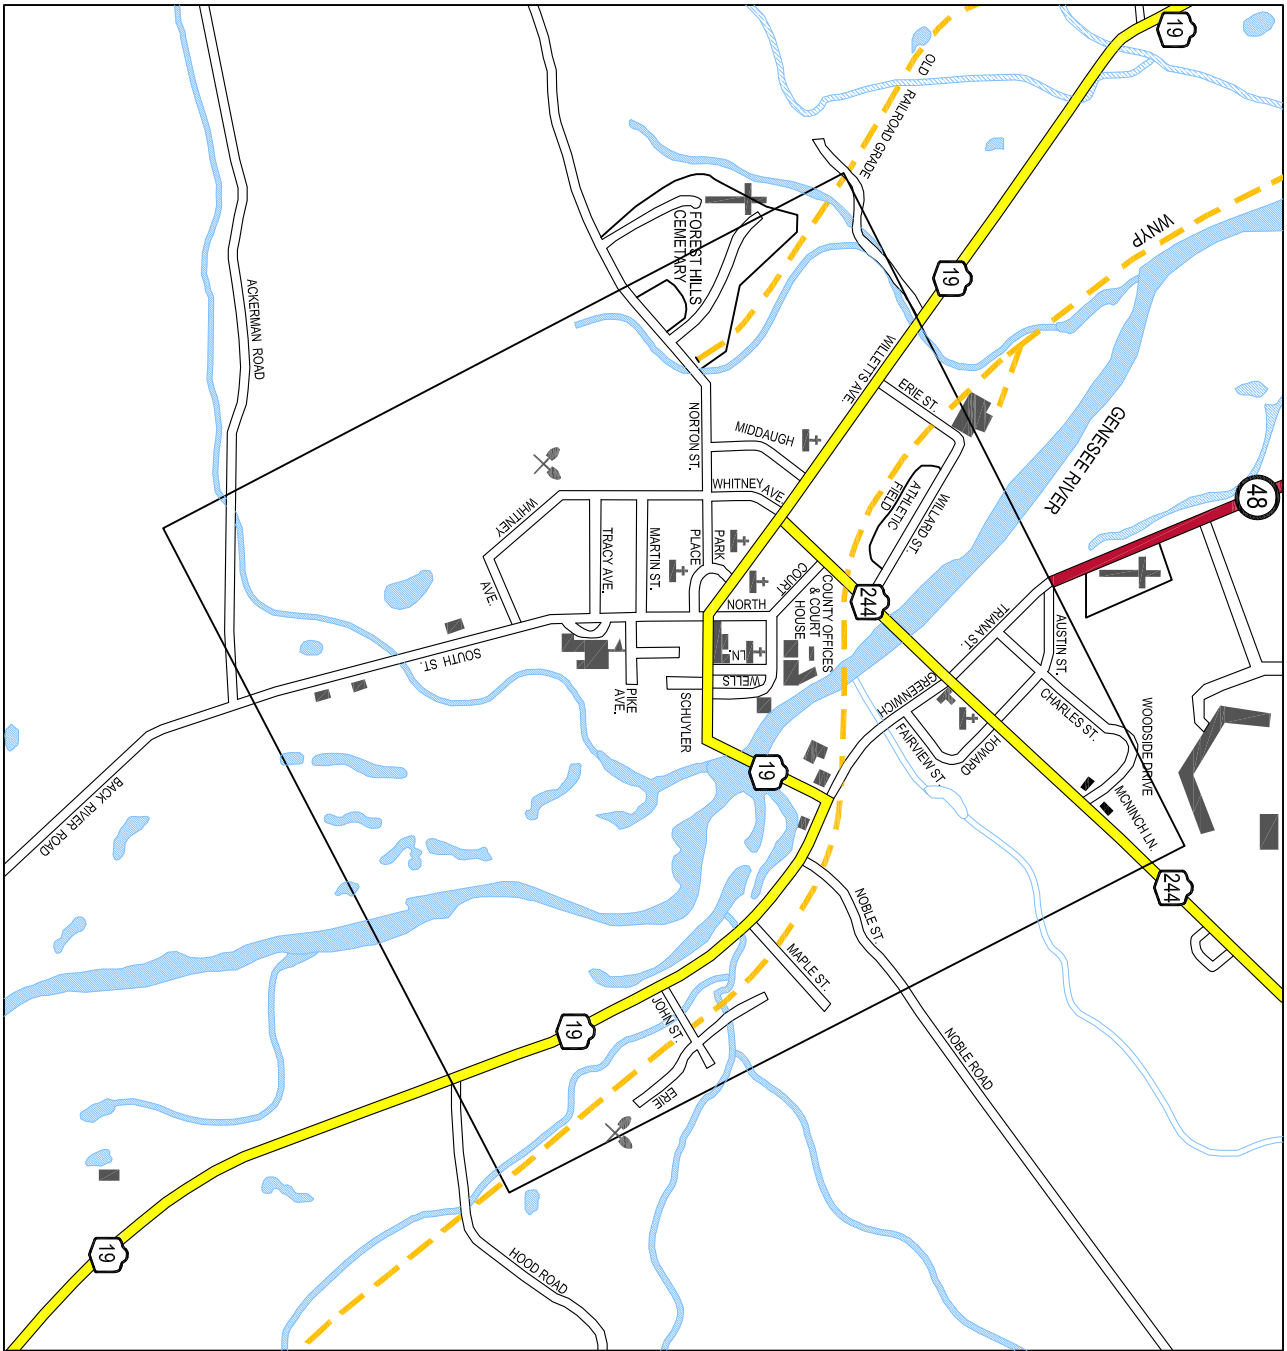 19
OLD RAILROAD GRADE
WNYP
FOREST HILLS
CEMETARY
19
ACKERMAN ROAD
WILLETTS AVE.
ERIE ST.
GENESEE RIVER
NORTON ST.
MIDDAUGH
WHITNEY AVE.
WHITNEY
AVE.
ATHLETIC
FIELD
WILLARD ST.
48
TRACY AVE.
MARTIN ST.
PLACE
PARK
COURT
NORTH
COUNTY OFFICES
& COURT
HOUSE
244
TRIANA ST.
AUSTIN ST.
SOUTH ST.
PIKE
AVE.
LN.
WELLS
SCHUYLER
GREENWICH
FAIRVIEW ST.
HOWARD
CHARLES ST.
WOODSIDE DRIVE
MCNINCH LN.
BACK RIVER ROAD
19
244
NOBLE ST.
MAPLE ST.
JOHN ST.
19
ERIE
NOBLE ROAD
HOOD ROAD
19